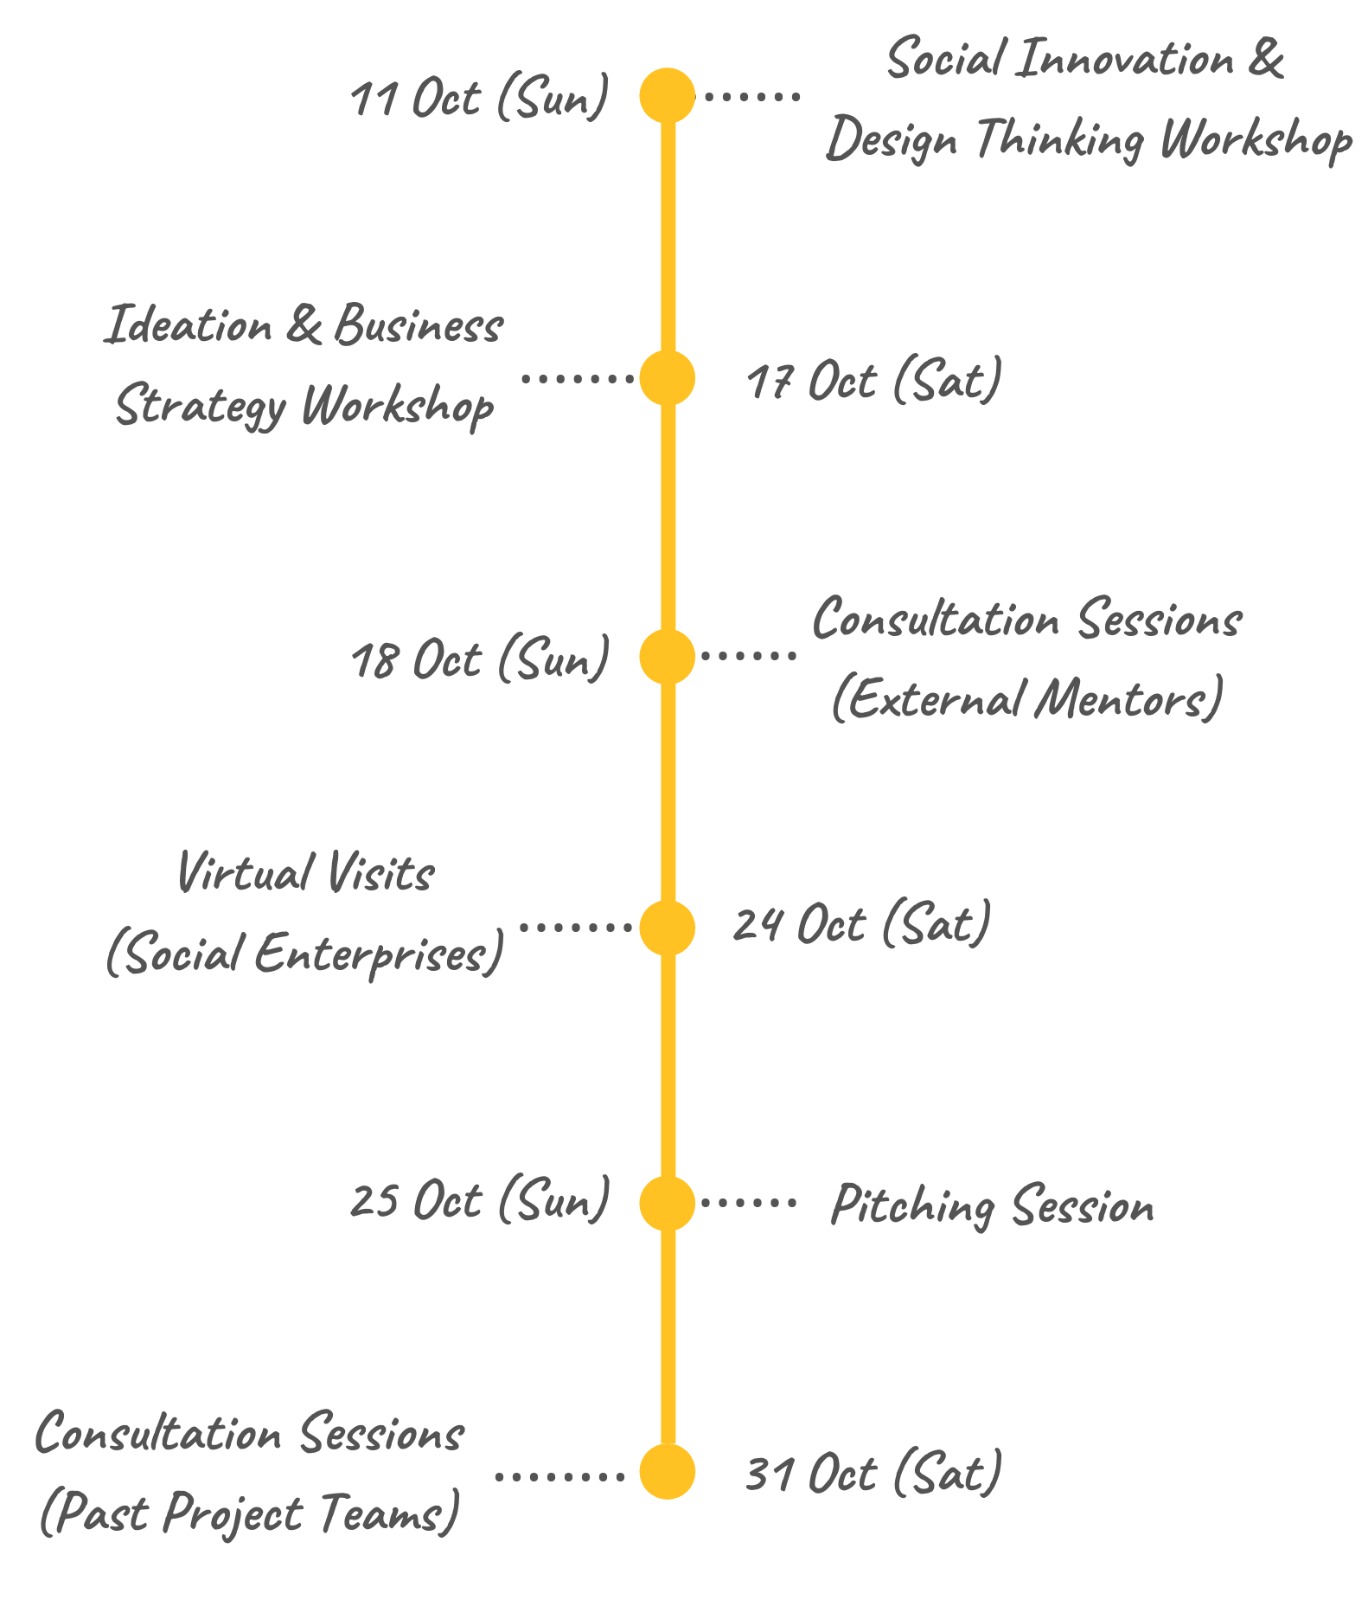 11 Oct (Sun)
Social Innovation &
Design Thinking Workshop
Ideation & Business
Strategy Workshop
17 Oct (Sat)
18 Oct (Sun)
Consultation Sessions
(External Mentors)
Virtual Visits
(Social Enterprises)
24 Oct (Sat)
25 Oct (Sun)
Pitching Session
Consultation Sessions
(Past Project Teams)
31 Oct (Sat)